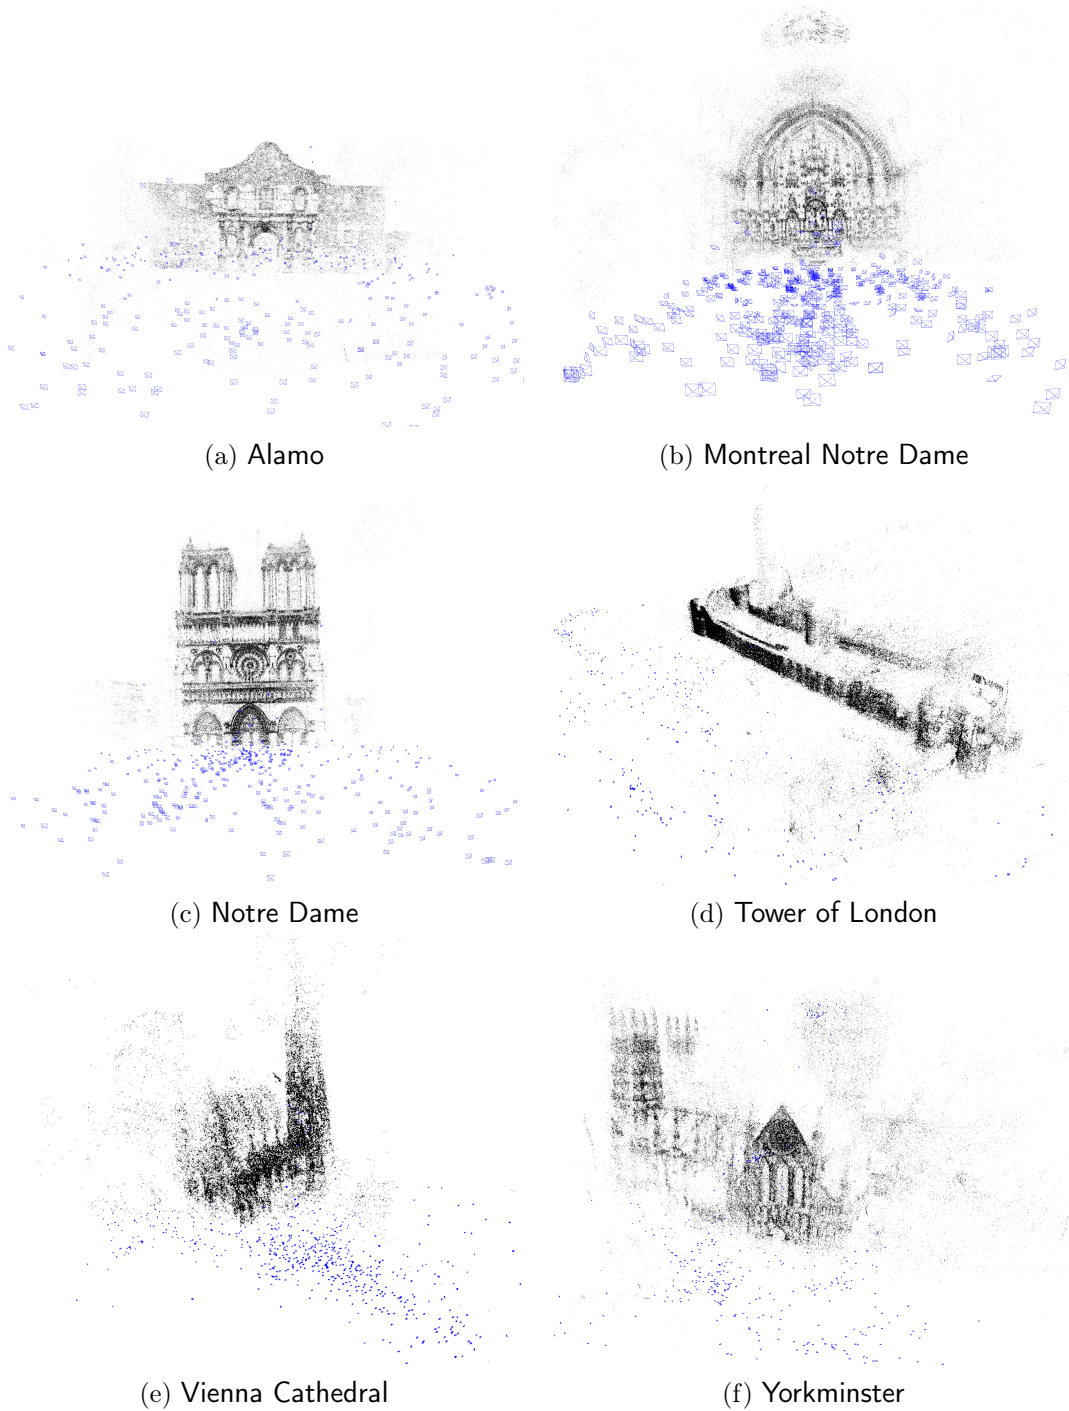 (a) Alamo
(b) Montreal Notre Dame
(c) Notre Dame
(d) Tower of London
(e) Vienna Cathedral
(f) Yorkminster